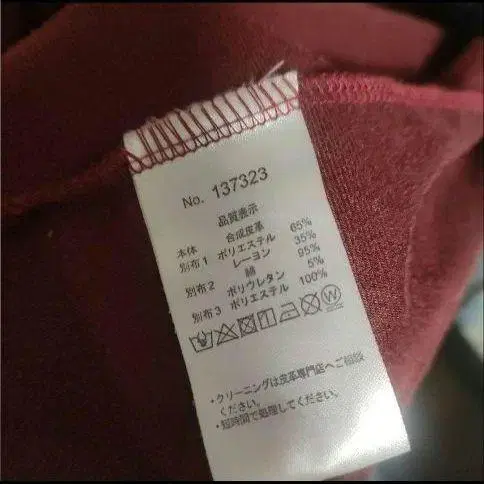 No. 137323
品質表示
本体 合成皮革
別布1 ポリエステル 65%
レーヨン 35%
別布2 綿 95%
ポリウレタン 5%
別布3 ポリエステル 100%
W
・クリーニングは皮革専門店へご相談
ください。
・短時間で処理してください。